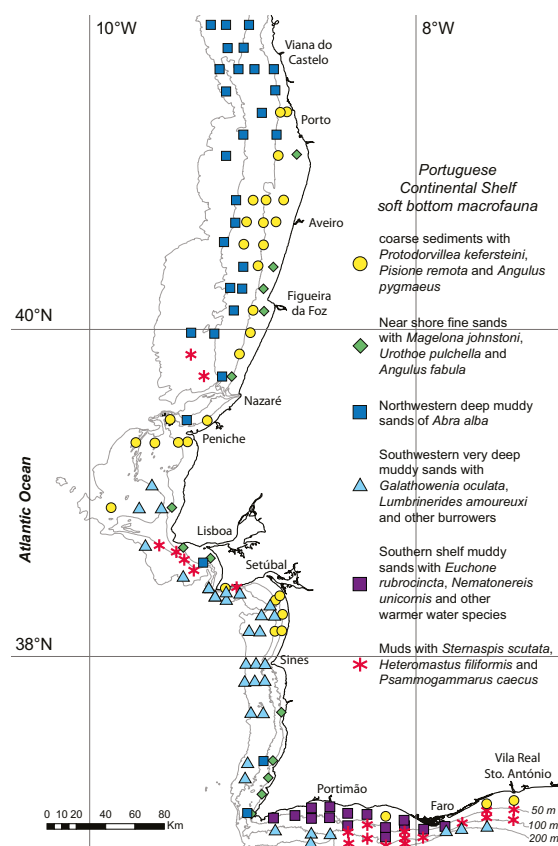 10°W
8°W
Viana do
Castelo
Porto
Aveiro
Figueira
da Foz
40°N
Nazaré
Peniche
Atlantic Ocean
Lisboa
Setúbal
38°N
Sines
Portimão
Faro
Vila Real
Sto. António
50 m
100 m
200 m
0 10 20 40 60 80
Km
Portuguese
Continental Shelf
soft bottom macrofauna
coarse sediments with
Protodorvillea kefersteini,
Pisione remota and Angulus
pygmaeus
Near shore fine sands
with Magelona johnstoni,
Urothoe pulchella and
Angulus fabula
Northwestern deep muddy
sands of Abra alba
Southwestern very deep
muddy sands with
Galathowenia oculata,
Lumbrinerides amoureuxi
and other burrowers
Southern shelf muddy
sands with Euchone
rubrocincta, Nematonereis
unicornis and other
warmer water species
Muds with Sternaspis scutata,
Heteromastus filiformis and
Psammogammarus caecus